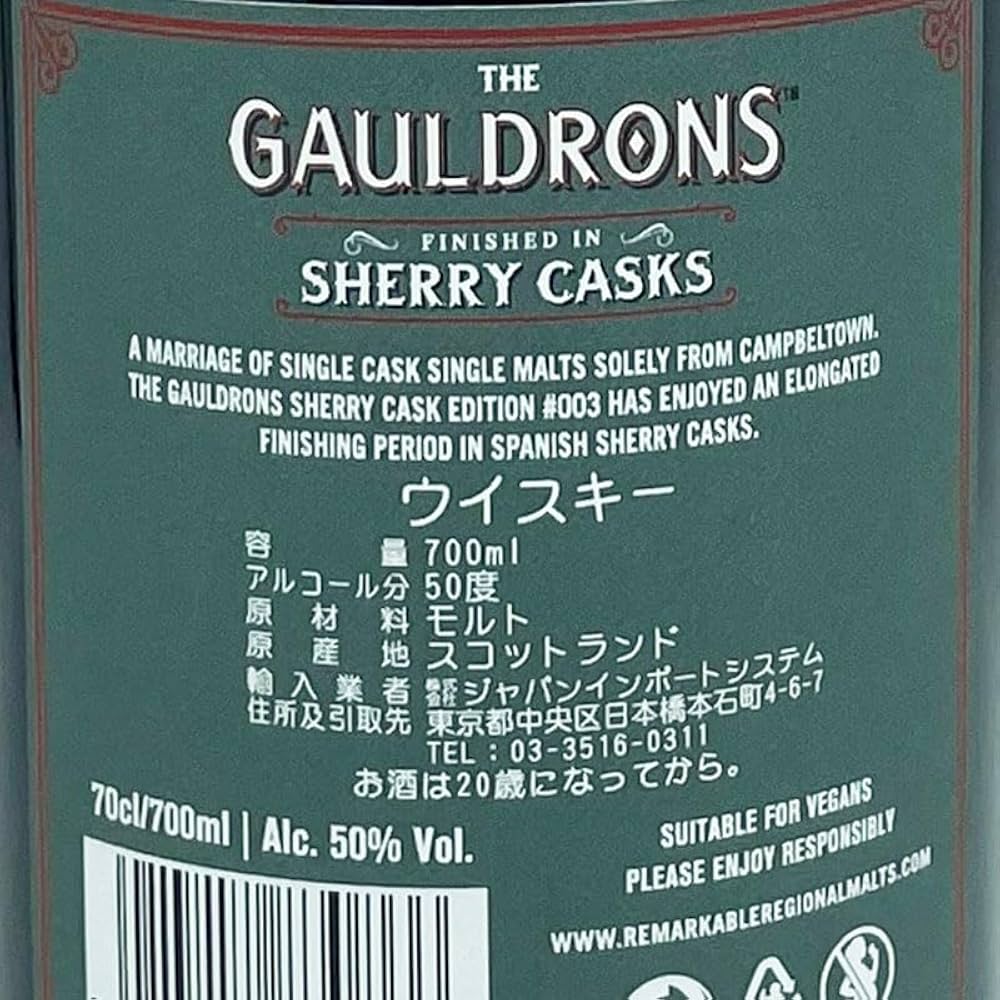 THE
GAULDRONS™
FINISHED IN
SHERRY CASKS
A MARRIAGE OF SINGLE CASK SINGLE MALTS SOLELY FROM CAMPBELTOWN.
THE GAULDRONS SHERRY CASK EDITION #003 HAS ENJOYED AN ELONGATED
FINISHING PERIOD IN SPANISH SHERRY CASKS.
ウイスキー
容量 700ml
アルコール分 50度
原材料 モルト
原産地 スコットランド
輸入業者 株式会社ジャパンインポートシステム
住所及引取先 東京都中央区日本橋本石町4-6-7
TEL：03-3516-0311
お酒は20歳になってから。
70cl/700ml | Alc. 50% Vol.
SUITABLE FOR VEGANS
PLEASE ENJOY RESPONSIBLY
WWW.REMARKABLEREGIONALMALTS.COM